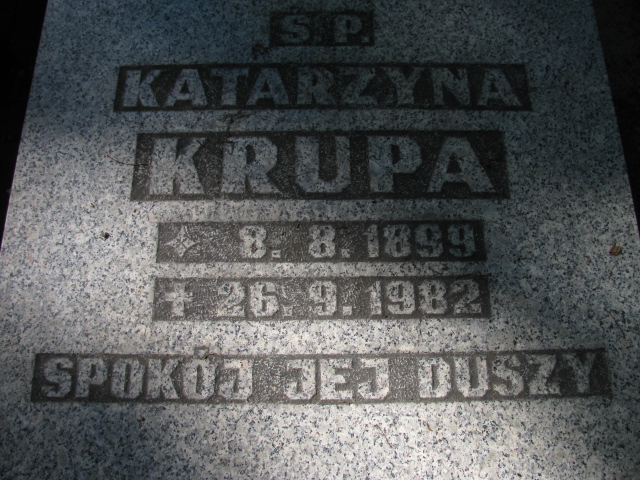 Ś.P.
KATARZYNA
KRUPA
✧ 8. 8. 1899
✝ 26. 9. 1982
SPOKÓJ JEJ DUSZY